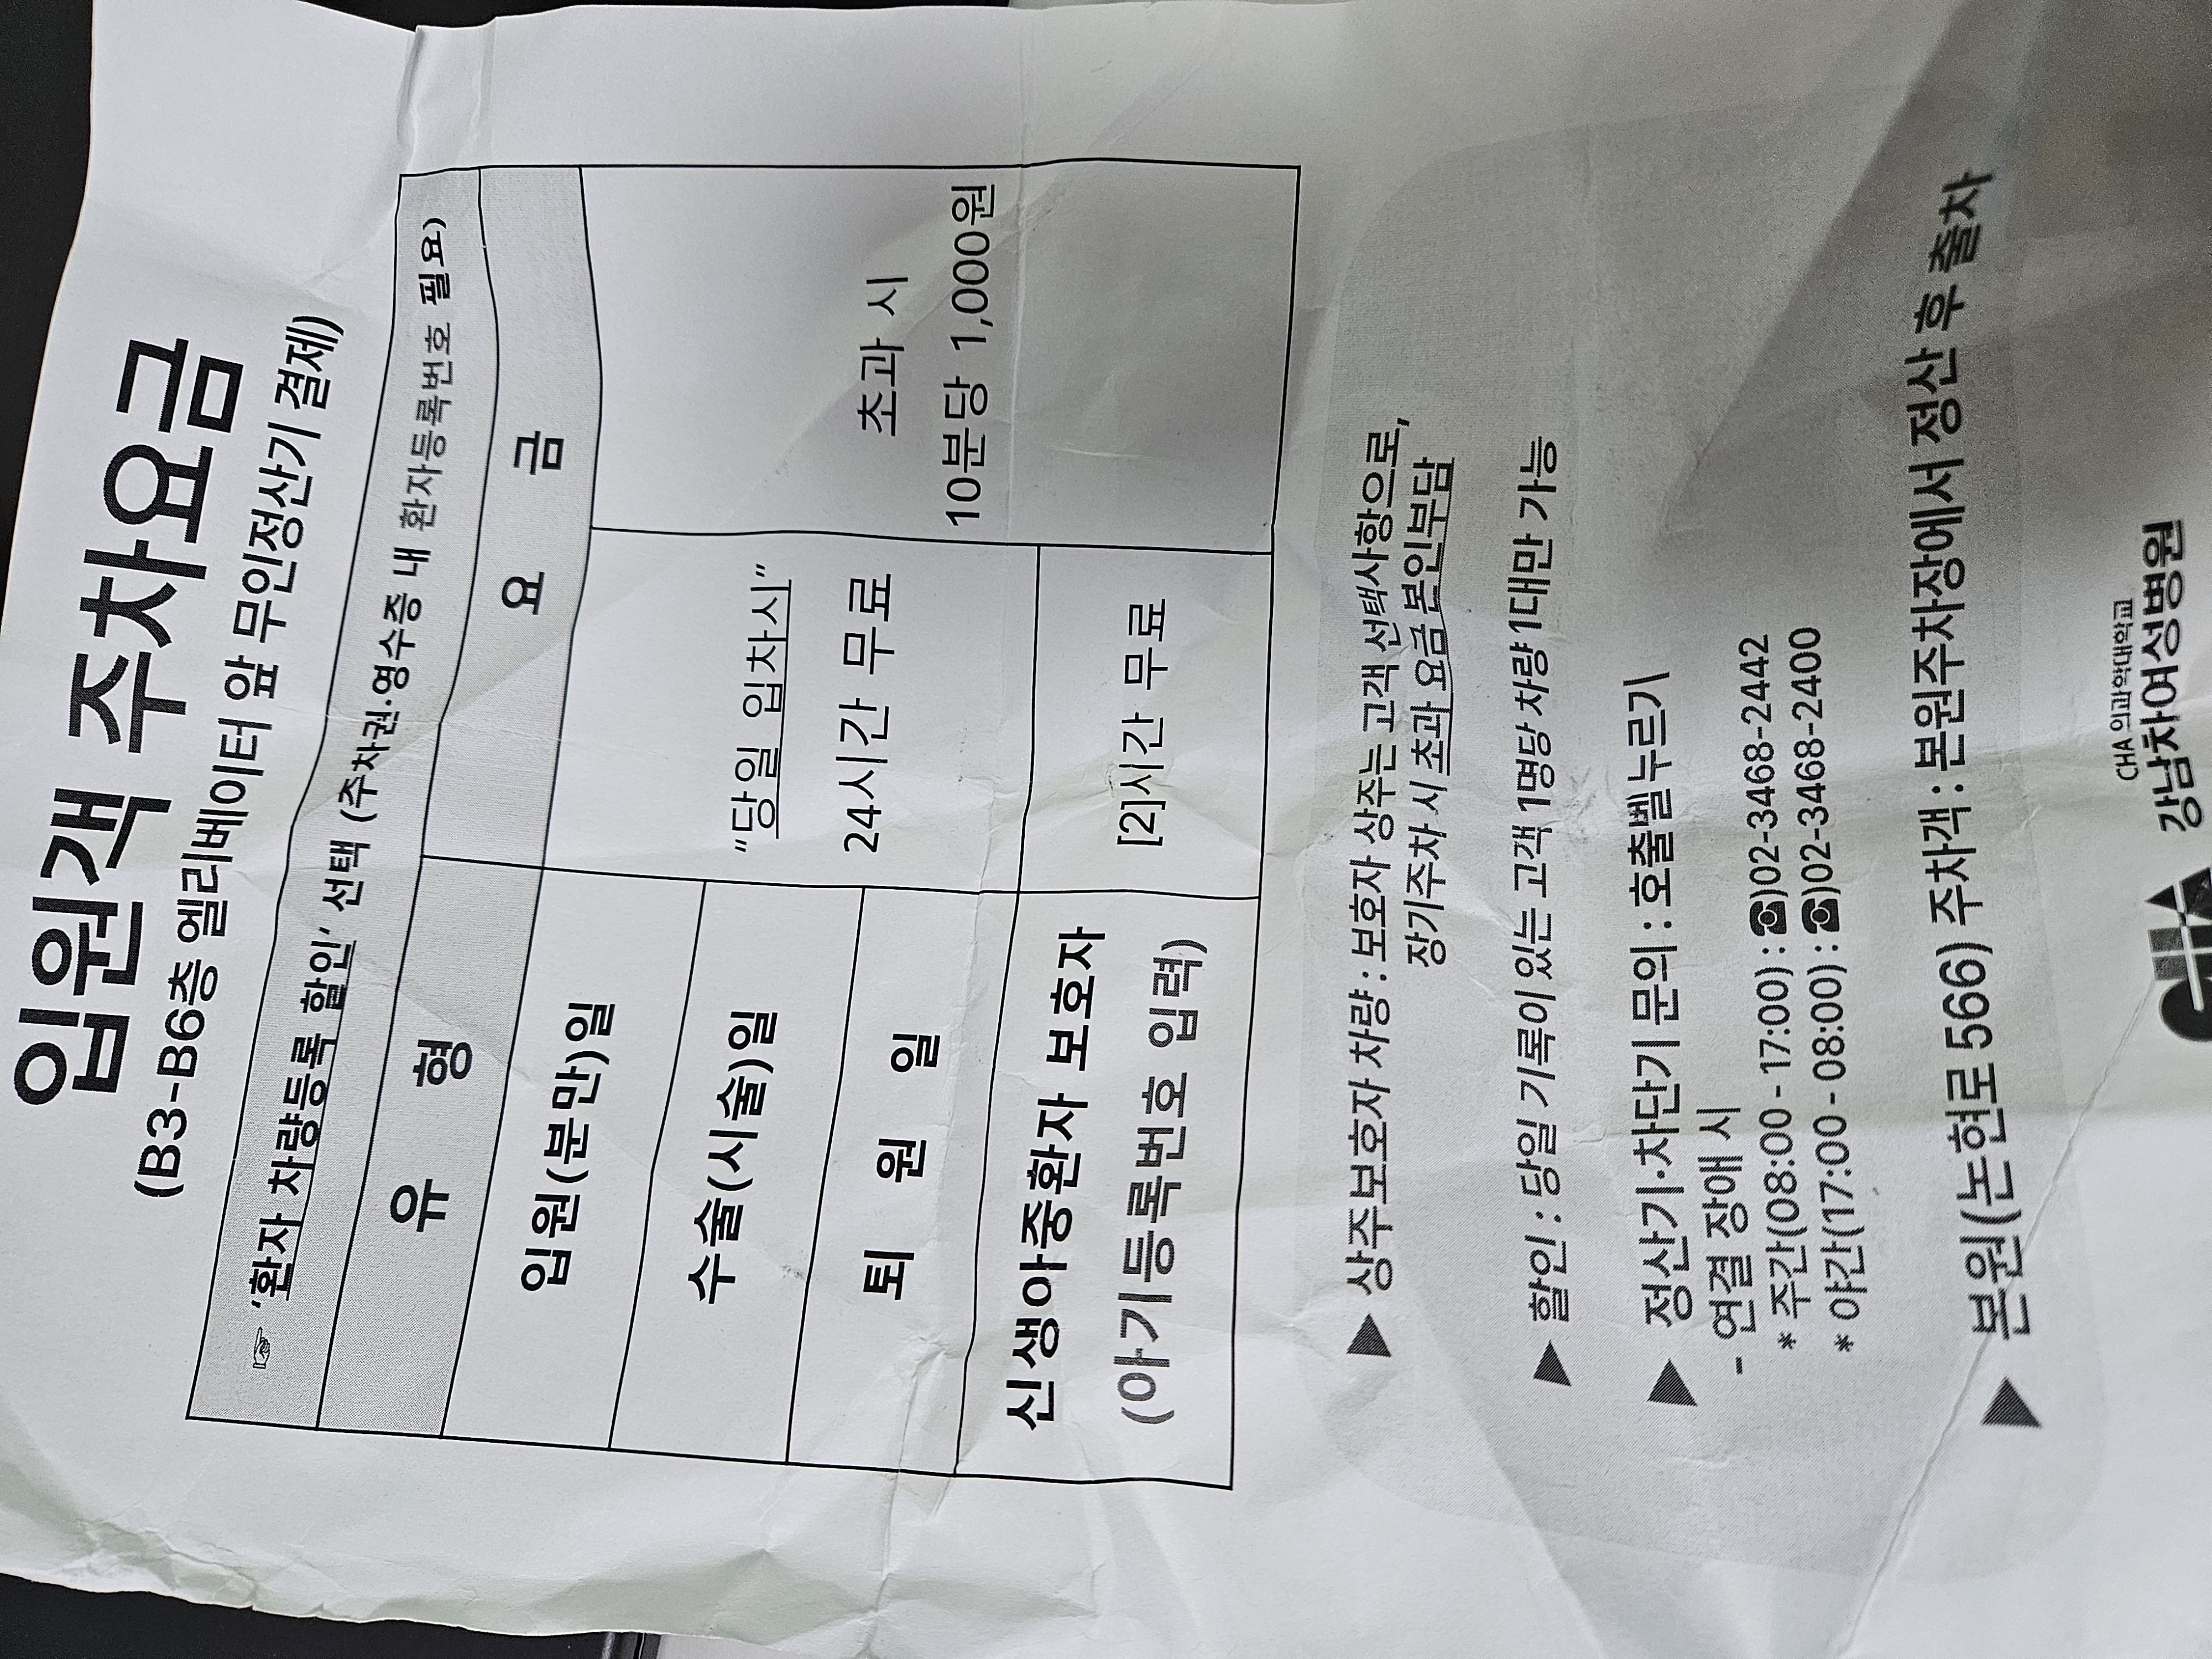 입원객 주차요금
(B3-B6층 엘리베이터 앞 무인정산기 결제)
☞ '환자 차량등록 할인' 선택 (주차권·영수증 내 환자등록번호 필요)
유 형 요 금
입원(분만)일
수술(시술)일
퇴 원 일
"당일 입차시"
24시간 무료
초과 시
10분당 1,000원
신생아중환자 보호자
(아기등록번호 입력)
[2]시간 무료
▶ 상주보호자 차량 : 보호자 상주는 고객 선택사항으로,
장기주차 시 초과 요금 본인부담
▶ 할인 : 당일 기록이 있는 고객 1명당 차량 1대만 가능
▶ 정산기·차단기 문의 : 호출벨 누르기
- 연결 장애 시
* 주간(08:00 - 17:00) : ☎)02-3468-2442
* 야간(17:00 - 08:00) : ☎)02-3468-2400
▶ 본원(논현로 566) 주차객 : 본원주차장에서 정산 후 출차
CHA
CHA 의과학대학교
강남차여성병원